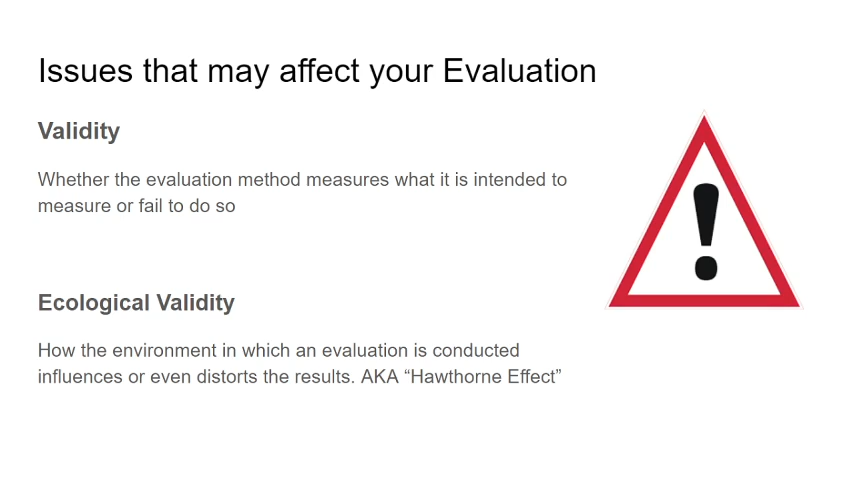 Issues that may affect your Evaluation
Validity
Whether the evaluation method measures what it is intended to
measure or fail to do so
Ecological Validity
How the environment in which an evaluation is conducted
influences or even distorts the results. AKA “Hawthorne Effect”